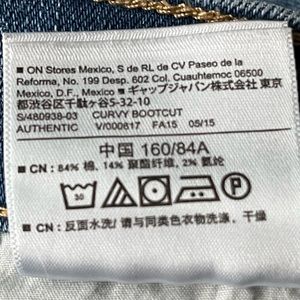 ■ ON Stores Mexico, S de RL de CV Paseo de la
Reforma, No. 199 Desp. 602 Col. Cuauhtemoc 06500
Mexico, D.F., Mexico ■ ギャップジャパン株式会社 東京
都渋谷区千駄ヶ谷5-32-10
S/480938-03 CURVY BOOTCUT
AUTHENTIC V/000617 FA15 05/15
中国 160/84A
■ CN : 84% 棉, 14% 聚酯纤维, 2% 氨纶
30
■ CN : 反面水洗/ 请与同类色衣物洗涤、干燥